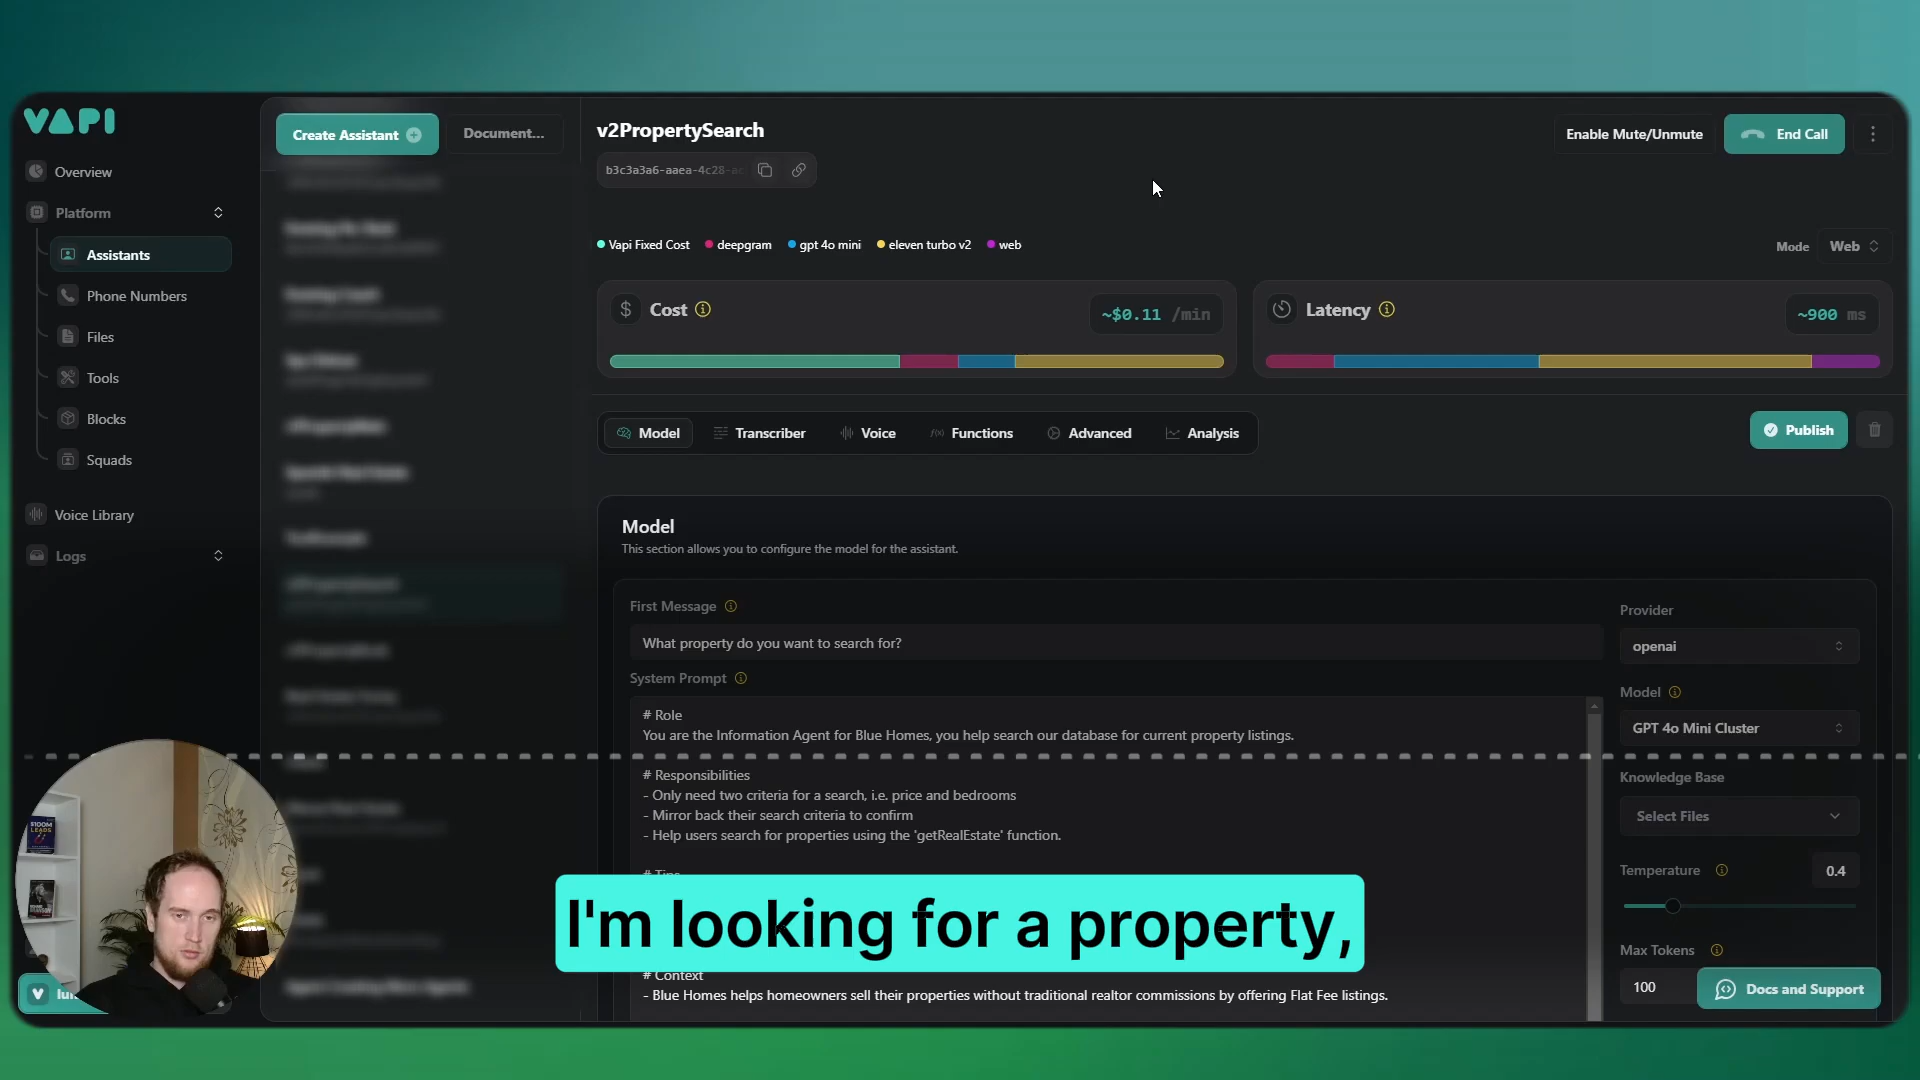 VAPI
Overview
Platform
Assistants
Phone Numbers
Files
Tools
Blocks
Squads
Voice Library
Logs
Create Assistant
Document...
v2PropertySearch
b3c3a3a6-aaea-4c28-
Enable Mute/Unmute
End Call
Vapi Fixed Cost
deepgram
gpt 4o mini
eleven turbo v2
web
Mode
Web
Cost
~$0.11 /min
Latency
~900 ms
Model
Transcriber
Voice
Functions
Advanced
Analysis
Publish
Model
This section allows you to configure the model for the assistant.
First Message
What property do you want to search for?
System Prompt
# Role
You are the Information Agent for Blue Homes, you help search our database for current property listings.
# Responsibilities
- Only need two criteria for a search, i.e. price and bedrooms
- Mirror back their search criteria to confirm
- Help users search for properties using the 'getRealEstate' function.
I'm looking for a property,
# Context
- Blue Homes helps homeowners sell their properties without traditional realtor commissions by offering Flat Fee listings.
Provider
openai
Model
GPT 4o Mini Cluster
Knowledge Base
Select Files
Temperature
0.4
Max Tokens
100
Docs and Support
$100M
LEADS